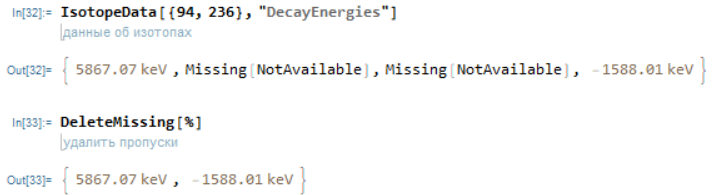 In[32]:= IsotopeData[{94, 236}, "DecayEnergies"]
данные об изотопах
Out[32]= { 5867.07 keV , Missing[NotAvailable], Missing[NotAvailable], -1588.01 keV }
In[33]:= DeleteMissing[%]
удалить пропуски
Out[33]= { 5867.07 keV , -1588.01 keV }